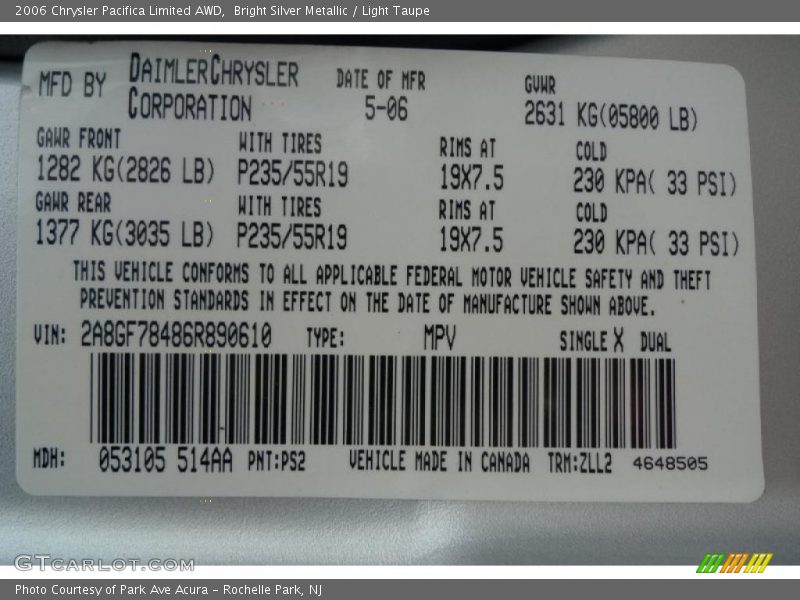 2006 Chrysler Pacifica Limited AWD,  Bright Silver Metallic / Light Taupe
MFD BY DAIMLERCHRYSLER CORPORATION DATE OF MFR 5-06 GVWR 2631 KG(05800 LB)
GAWR FRONT WITH TIRES RIMS AT COLD
1282 KG(2826 LB) P235/55R19 19X7.5 230 KPA( 33 PSI)
GAWR REAR WITH TIRES RIMS AT COLD
1377 KG(3035 LB) P235/55R19 19X7.5 230 KPA( 33 PSI)
THIS VEHICLE CONFORMS TO ALL APPLICABLE FEDERAL MOTOR VEHICLE SAFETY AND THEFT
PREVENTION STANDARDS IN EFFECT ON THE DATE OF MANUFACTURE SHOWN ABOVE.
VIN: 2A8GF78486R890610 TYPE: MPV SINGLE X DUAL
MDH: 053105 514AA PNT:PS2 VEHICLE MADE IN CANADA TRM:ZLL2 4648505
GTCARLOT.COM
Photo Courtesy of Park Ave Acura - Rochelle Park, NJ